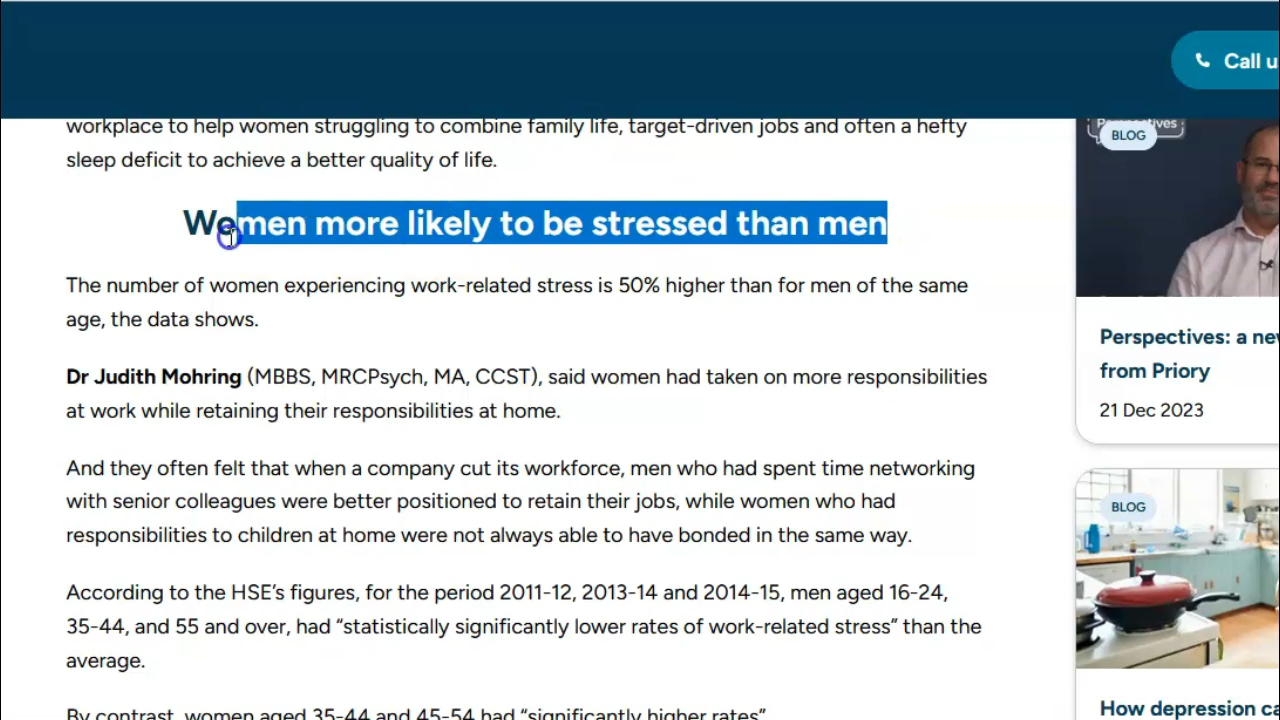 Call u
workplace to help women struggling to combine family life, target-driven jobs and often a hefty
sleep deficit to achieve a better quality of life.
Women more likely to be stressed than men
The number of women experiencing work-related stress is 50% higher than for men of the same
age, the data shows.
Dr Judith Mohring (MBBS, MRCPsych, MA, CCST), said women had taken on more responsibilities
at work while retaining their responsibilities at home.
And they often felt that when a company cut its workforce, men who had spent time networking
with senior colleagues were better positioned to retain their jobs, while women who had
responsibilities to children at home were not always able to have bonded in the same way.
According to the HSE’s figures, for the period 2011-12, 2013-14 and 2014-15, men aged 16-24,
35-44, and 55 and over, had “statistically significantly lower rates of work-related stress” than the
average.
By contrast, women aged 35-44 and 45-54 had “significantly higher rates”
Perspectives
BLOG
Perspectives: a ne
from Priory
21 Dec 2023
BLOG
How depression ca